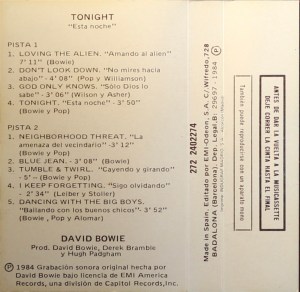 TONIGHT
"Esta noche"
PISTA 1
1. LOVING THE ALIEN. "Amando al alien"
7' 11" (Bowie)
2. DON'T LOOK DOWN. "No mires hacia
abajo" - 4' 08" (Pop y Williamson)
3. GOD ONLY KNOWS. "Sólo Dios lo
sabe" - 3' 06" (Wilson y Asher)
4. TONIGHT. "Esta noche" - 3' 50"
(Bowie y Pop)
PISTA 2
1. NEIGHBORHOOD THREAT. "La
amenaza del vecindario" - 3' 12"
(Bowie y Pop)
2. BLUE JEAN. - 3' 08" (Bowie)
3. TUMBLE & TWIRL. "Cayendo y girando"
- 5' - (Bowie y Pop)
4. I KEEP FORGETTING. "Sigo olvidando"
- 2' 34" (Leiber y Stoller)
5. DANCING WITH THE BIG BOYS.
"Bailando con los buenos chicos" - 3' 52"
(Bowie, Pop y Alomar)
DAVID BOWIE
Prod. David Bowie, Derek Bramble
y Hugh Padgham
Ⓟ 1984 Grabación sonora original hecha por
David Bowie bajo licencia de EMI America
Records, una división de Capitol Records, Inc.
272 2402274
Made in Spain. Editado por EMI-Odeon, S.A. C/Wifredo, 728
BADALONA (Barcelona). Dep. Legal: B- 29697 - 1984 Ⓟ
También puede reproducirse con un aparato mono
ANTES DE DAR LA VUELTA A LA MUSICASSETTE
DEJE CORRER LA CINTA HASTA EL FINAL